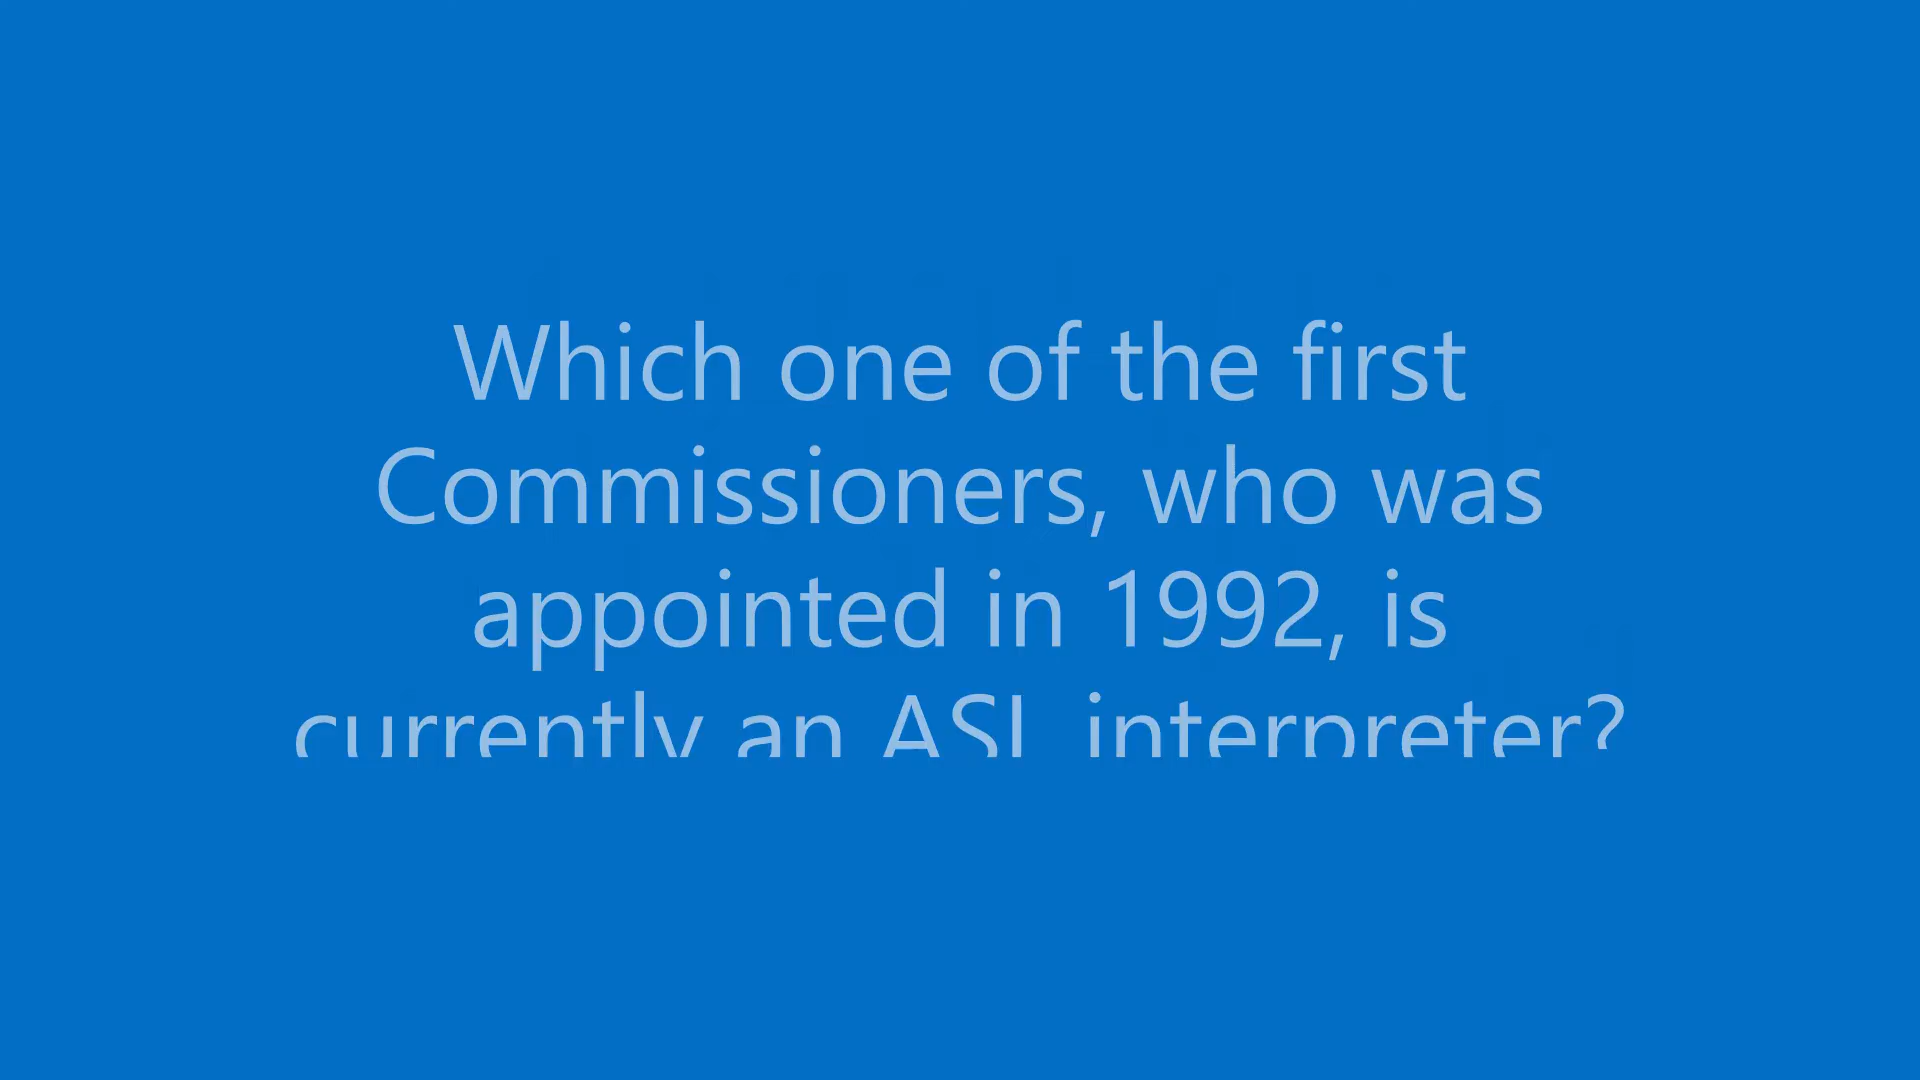 Which one of the first
Commissioners, who was
appointed in 1992, is
currently an ASL interpreter?